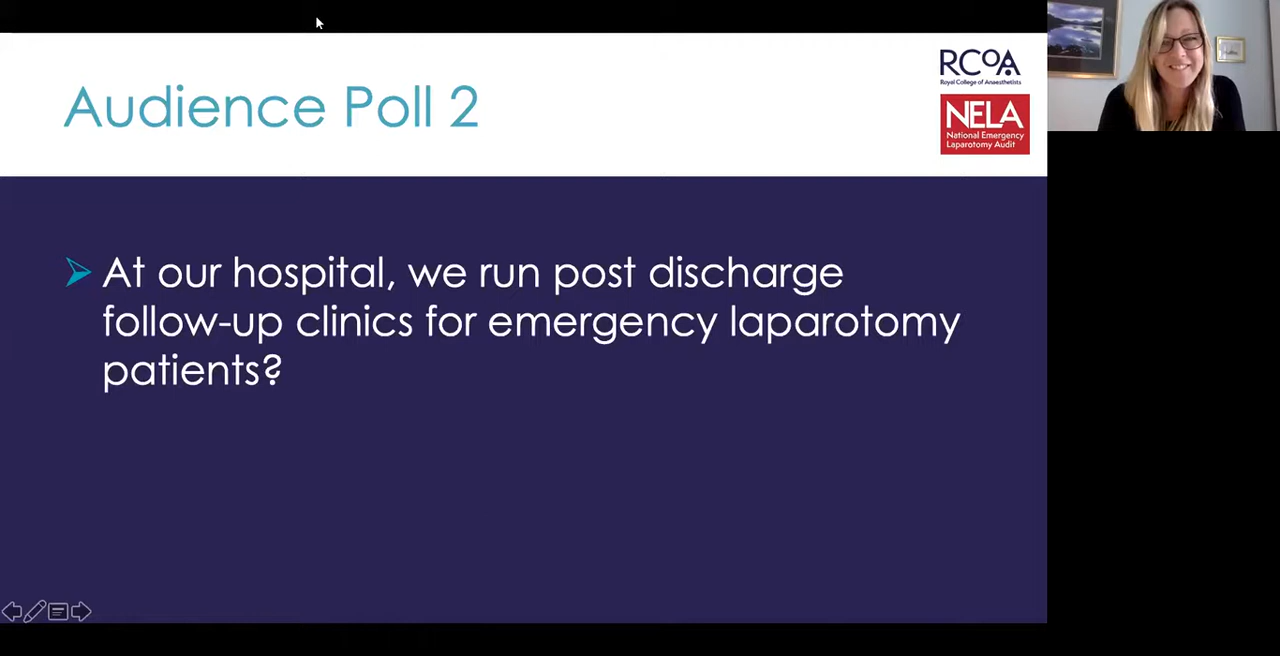 Audience Poll 2
RCoA
Royal College of Anaesthetists
NELA
National Emergency
Laparotomy Audit
At our hospital, we run post discharge
follow-up clinics for emergency laparotomy
patients?